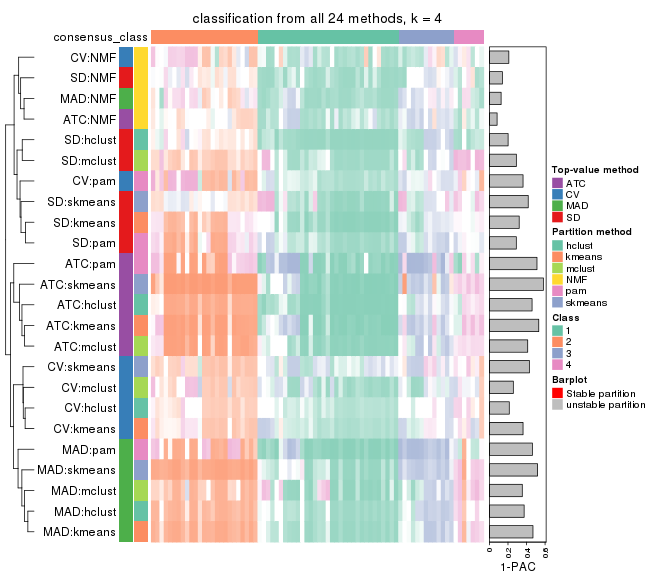 classification from all 24 methods, k = 4
consensus_class
CV:NMF
SD:NMF
MAD:NMF
ATC:NMF
SD:hclust
SD:mclust
CV:pam
SD:skmeans
SD:kmeans
SD:pam
ATC:pam
ATC:skmeans
ATC:hclust
ATC:kmeans
ATC:mclust
CV:skmeans
CV:mclust
CV:hclust
CV:kmeans
MAD:pam
MAD:skmeans
MAD:mclust
MAD:hclust
MAD:kmeans
0
0.2
0.4
0.6
1-PAC
Top-value method
ATC
CV
MAD
SD
Partition method
hclust
kmeans
mclust
NMF
pam
skmeans
Class
1
2
3
4
Barplot
Stable partition
unstable partition